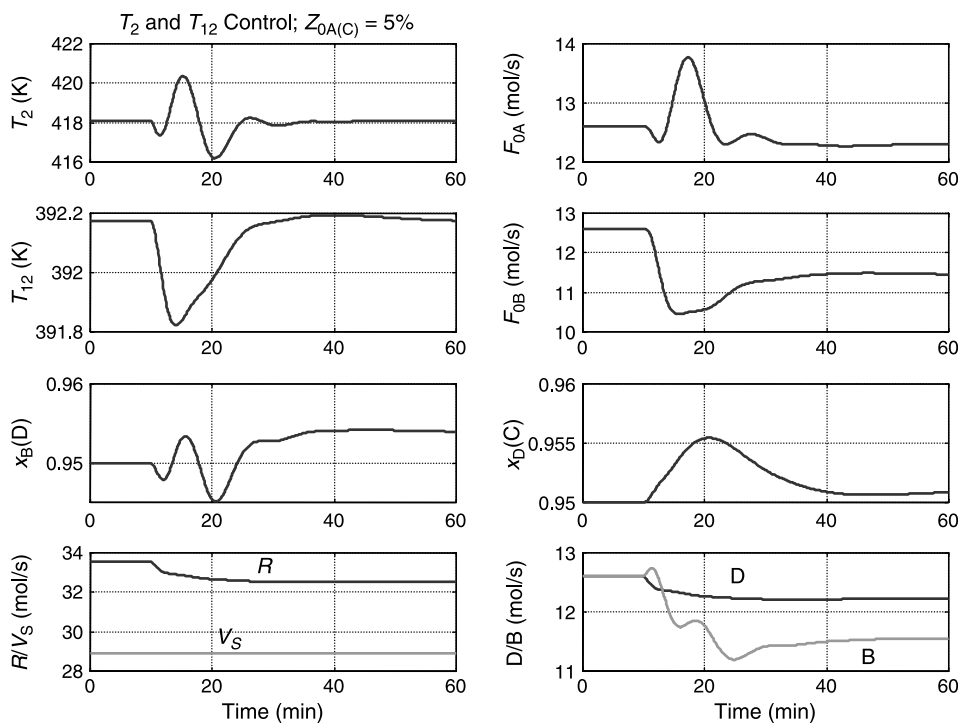 T2 and T12 Control; Z0A(C) = 5%
422
420
418
416
T2 (K)
0 20 40 60
14
13
12
F0A (mol/s)
0 20 40 60
392.2
392
391.8
T12 (K)
0 20 40 60
13
12
11
10
F0B (mol/s)
0 20 40 60
0.96
0.95
xB(D)
0 20 40 60
0.96
0.955
0.95
xD(C)
0 20 40 60
34
32
30
28
R/VS (mol/s)
R
VS
0 20 40 60
Time (min)
13
12
11
D/B (mol/s)
D
B
0 20 40 60
Time (min)